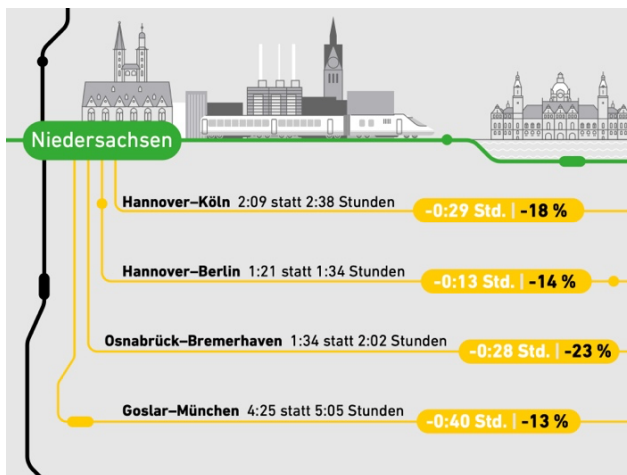 Niedersachsen
Hannover–Köln 2:09 statt 2:38 Stunden -0:29 Std. | -18 %
Hannover–Berlin 1:21 statt 1:34 Stunden -0:13 Std. | -14 %
Osnabrück–Bremerhaven 1:34 statt 2:02 Stunden -0:28 Std. | -23 %
Goslar–München 4:25 statt 5:05 Stunden -0:40 Std. | -13 %